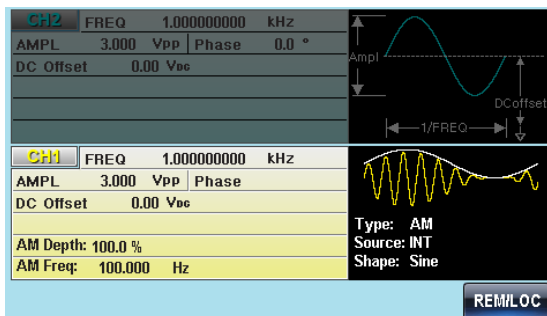 CH2 FREQ 1.000000000 kHz
AMPL 3.000 Vpp Phase 0.0 °
DC Offset 0.00 VDC
Ampl
DCoffset
1/FREQ
CH1 FREQ 1.000000000 kHz
AMPL 3.000 Vpp Phase
DC Offset 0.00 VDC
AM Depth: 100.0 %
AM Freq: 100.000 Hz
Type: AM
Source: INT
Shape: Sine
REM/LOC